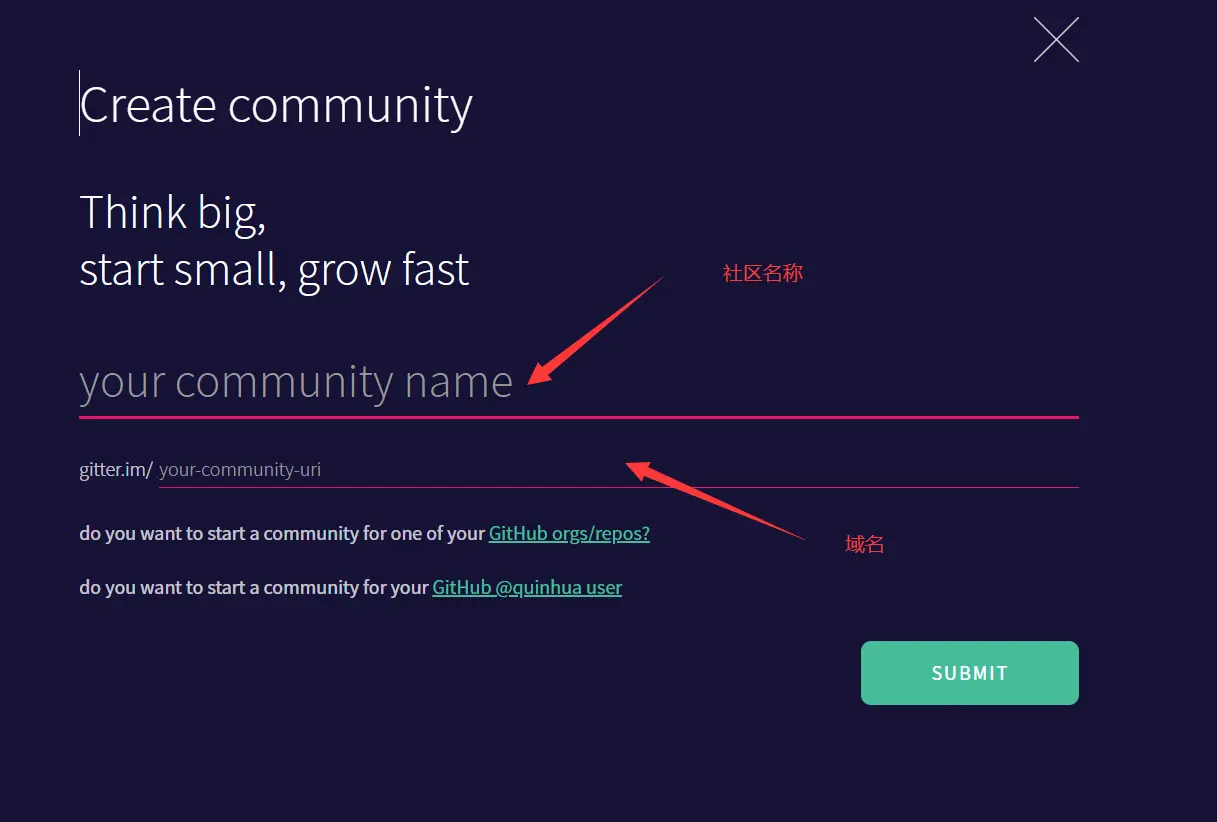 Create community
Think big,
start small, grow fast
社区名称
your community name
gitter.im/ your-community-uri
do you want to start a community for one of your GitHub orgs/repos?
域名
do you want to start a community for your GitHub @quinhua user
SUBMIT